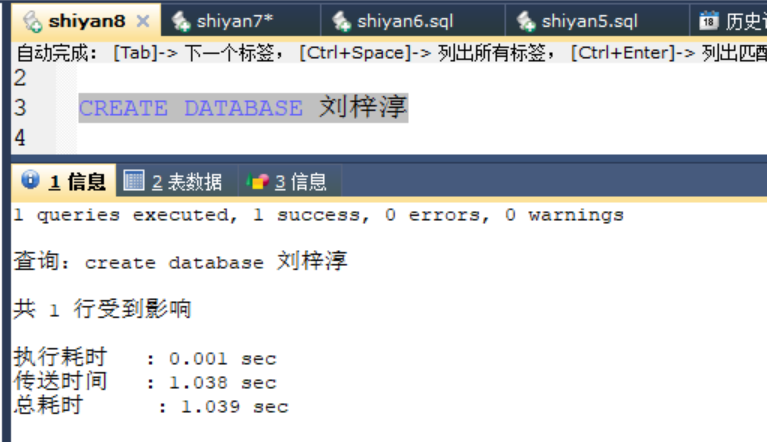 shiyan8 shiyan7* shiyan6.sql shiyan5.sql 18 历史
自动完成： [Tab]-> 下一个标签， [Ctrl+Space]-> 列出所有标签， [Ctrl+Enter]-> 列出匹配
2
3 CREATE DATABASE 刘梓淳
4
1 信息 2 表数据 3 信息
1 queries executed, 1 success, 0 errors, 0 warnings
查询：create database 刘梓淳
共 1 行受到影响
执行耗时 : 0.001 sec
传送时间 : 1.038 sec
总耗时 : 1.039 sec